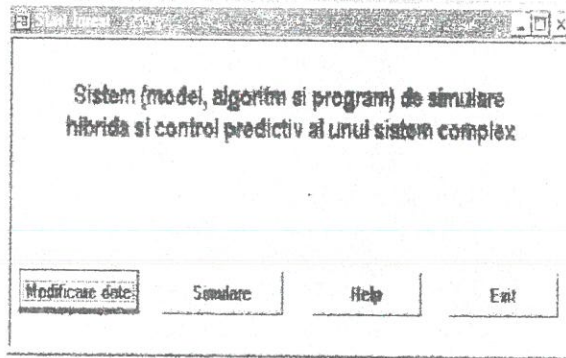 Sistem (model, algoritm si program) de simulare
hibrida si control predictiv al unui sistem complex
Modificare date
Simulare
Help
Exit